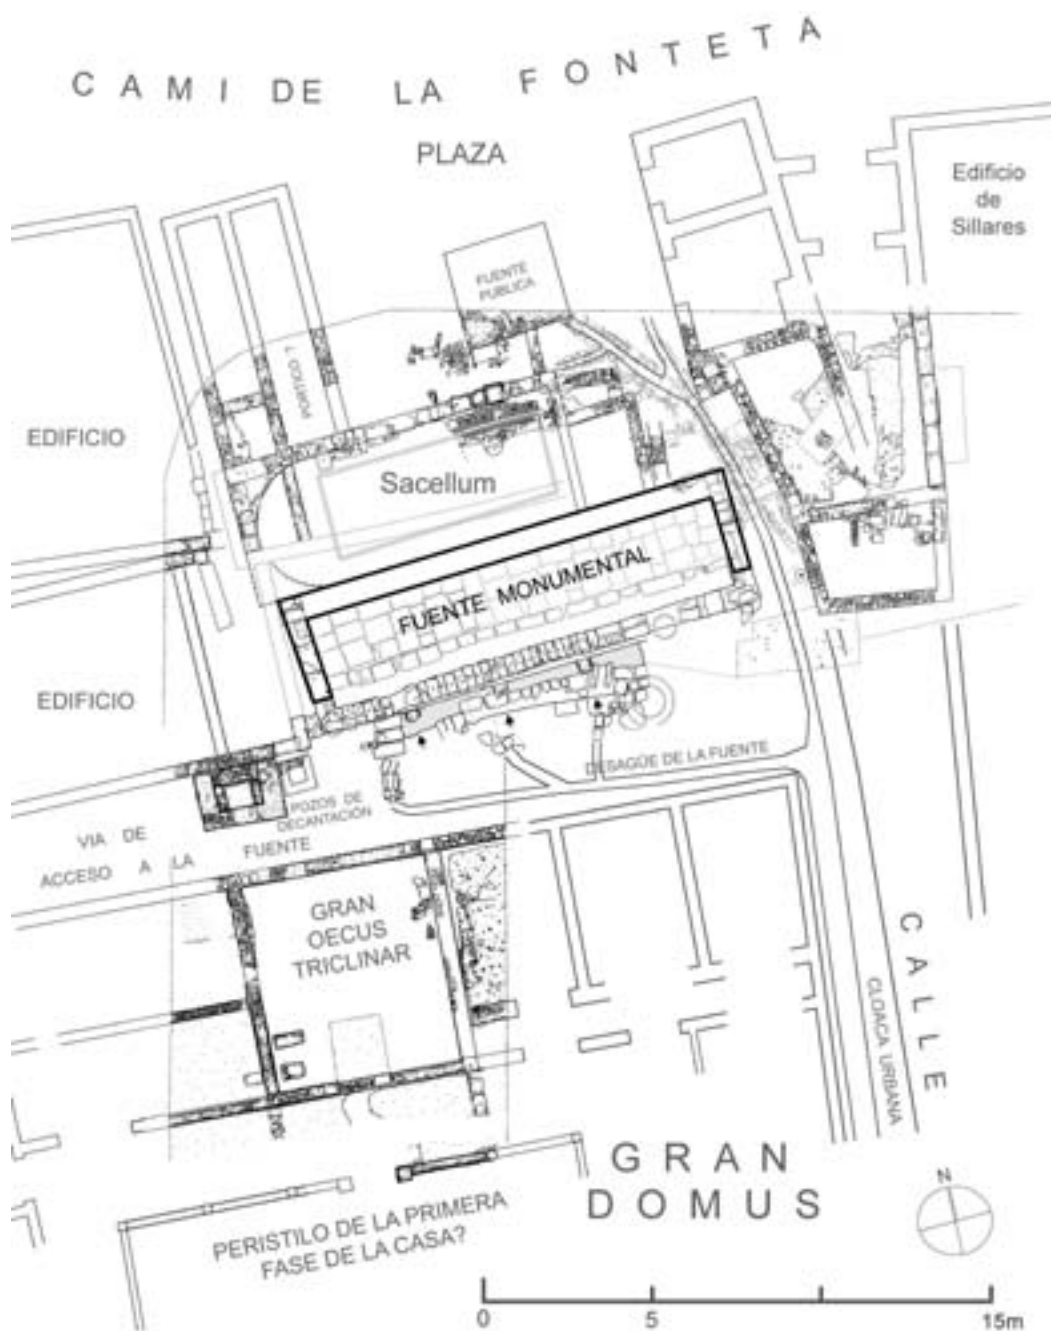 CAMI DE LA FONTETA
PLAZA
Edificio
de
Sillares
FUENTE
PUBLICA
PORTICO 1
EDIFICIO
Sacellum
FUENTE MONUMENTAL
EDIFICIO
DESAGÜE DE LA FUENTE
POZOS DE
DECANTACIÓN
VIA DE
ACCESO A LA FUENTE
GRAN
OECUS
TRICLINAR
CALLE
CLOACA URBANA
GRAN
DOMUS
N
PERISTILO DE LA PRIMERA
FASE DE LA CASA?
0 5 15m